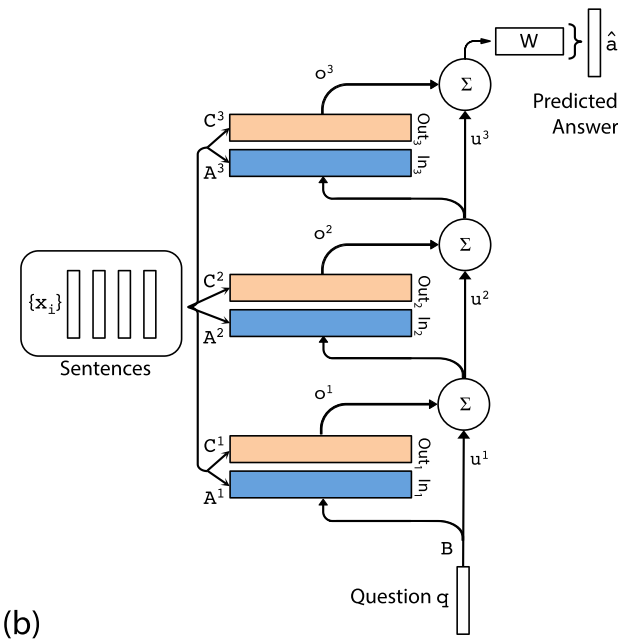 W
â
Σ
Predicted
Answer
o³
C³
Out₃
A³
In₃
u³
o²
Σ
C²
Out₂
{xᵢ}
A²
In₂
u²
Sentences
o¹
Σ
C¹
Out₁
A¹
In₁
u¹
B
Question q
(b)